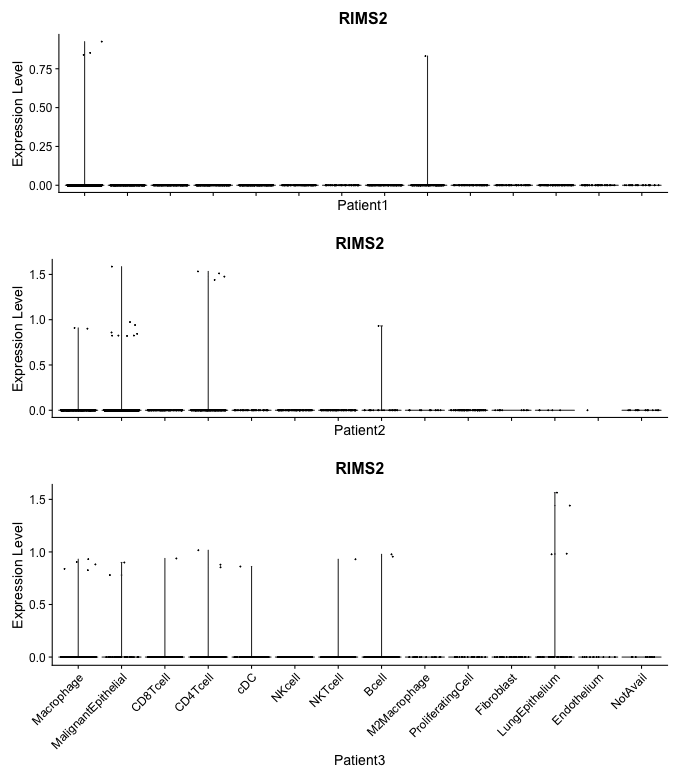 RIMS2
Expression Level
0.75
0.50
0.25
0.00
Patient1
RIMS2
Expression Level
1.5
1.0
0.5
0.0
Patient2
RIMS2
Expression Level
1.5
1.0
0.5
0.0
Macrophage
MalignantEpithelial
CD8Tcell
CD4Tcell
cDC
NKcell
NKTcell
Bcell
M2Macrophage
ProliferatingCell
Fibroblast
LungEpithelium
Endothelium
NotAvail
Patient3